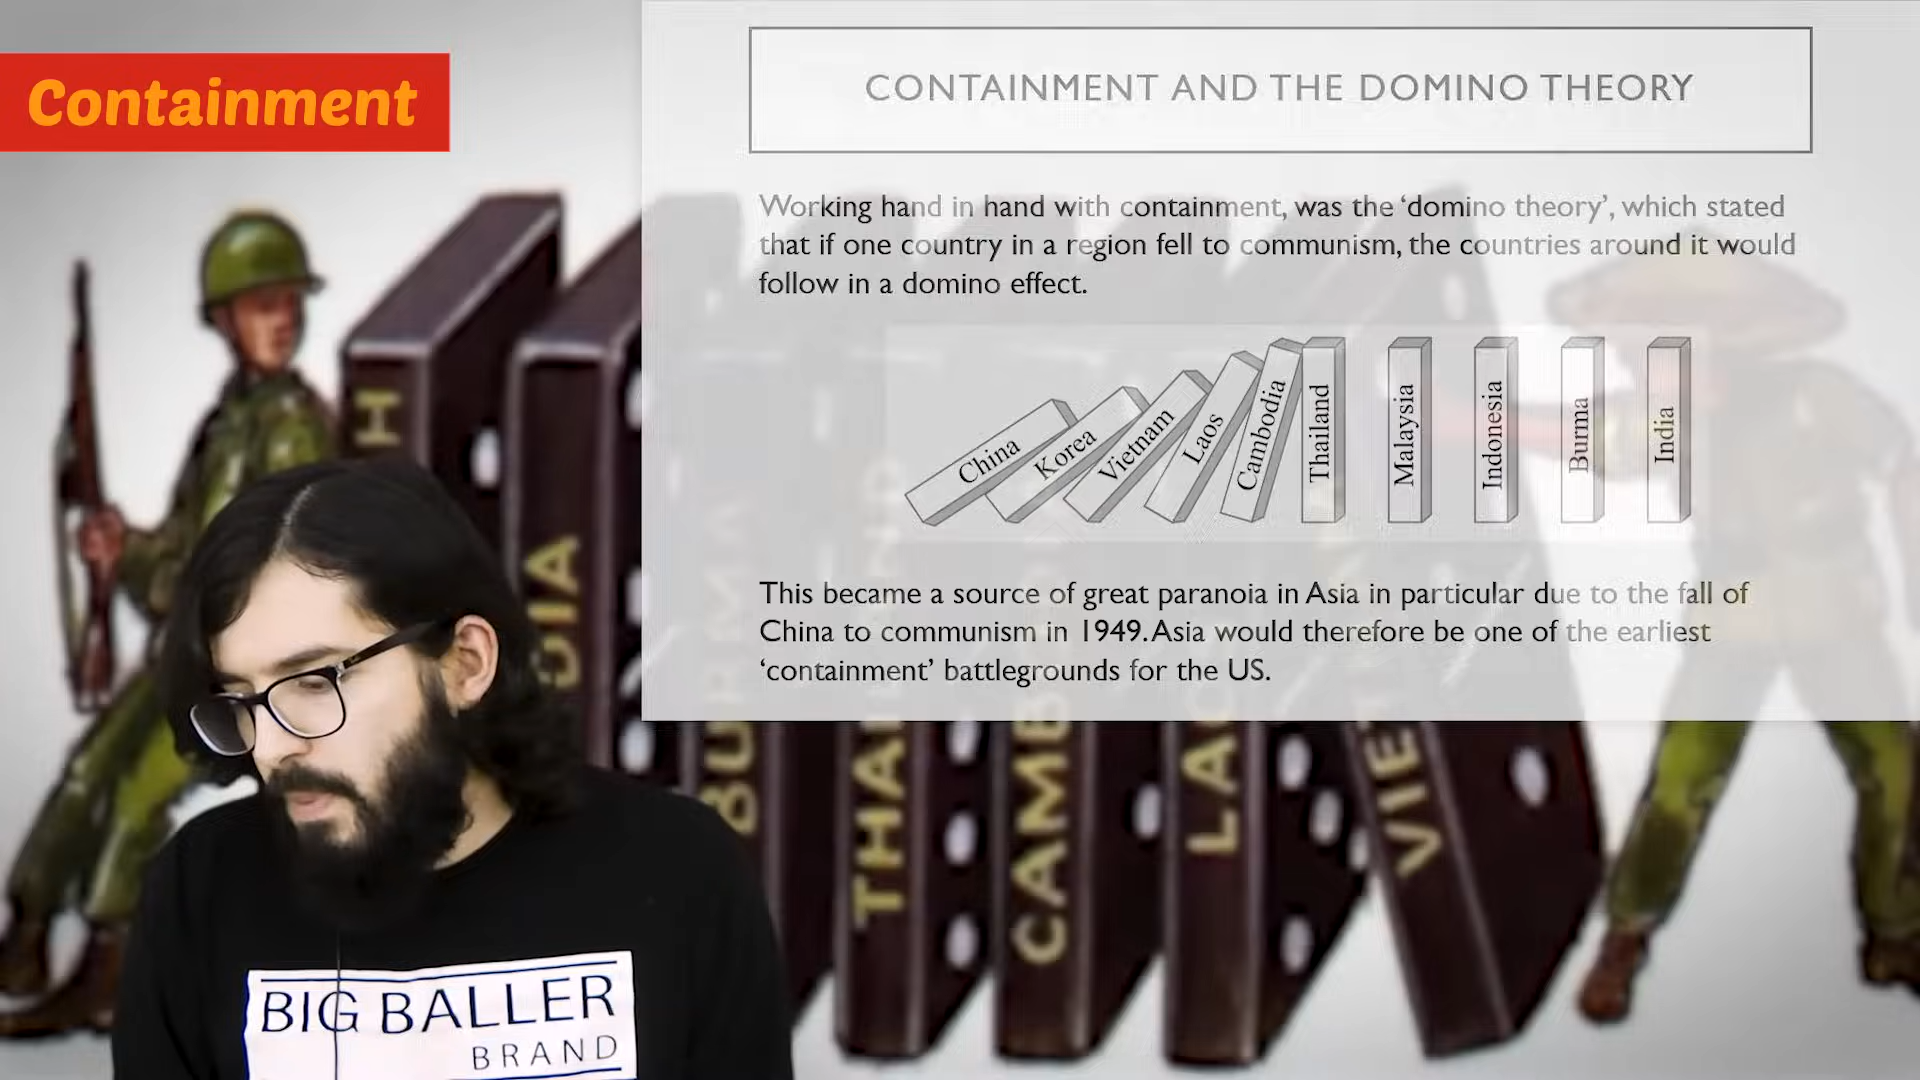 Containment
CONTAINMENT AND THE DOMINO THEORY
Working hand in hand with containment, was the ‘domino theory’, which stated
that if one country in a region fell to communism, the countries around it would
follow in a domino effect.
China
Korea
Vietnam
Laos
Cambodia
Thailand
Malaysia
Indonesia
Burma
India
This became a source of great paranoia in Asia in particular due to the fall of
China to communism in 1949. Asia would therefore be one of the earliest
‘containment’ battlegrounds for the US.
H
DIA
BURMA
CAMB
VIE
BIG BALLER
BRAND